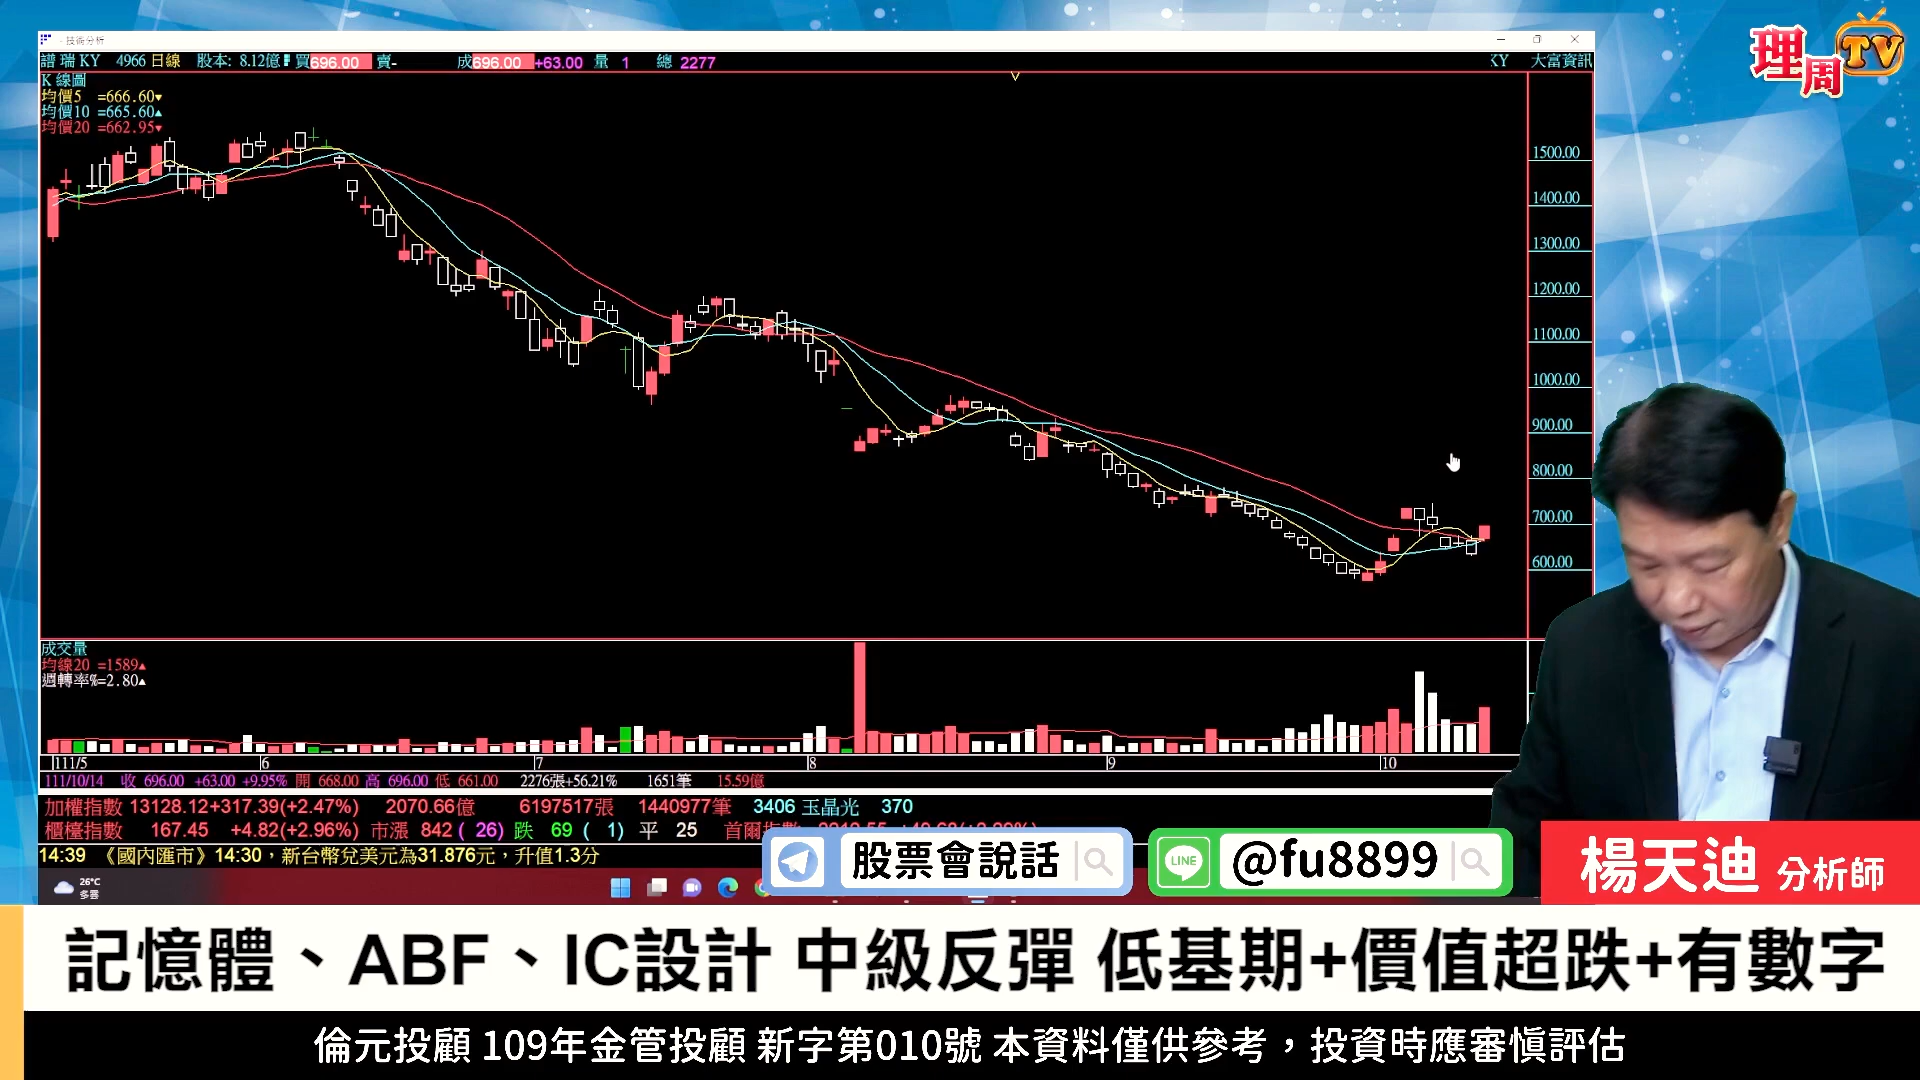 技術分析
理周TV
譜瑞KY 4966 日線 股本: 8.12億 買696.00 賣- 成696.00 +63.00 量 1 總 2277 KY 大富資訊
K 線圖
均價5 =666.60▾
均價10 =665.60▴
均價20 =662.95▾
1500.00
1400.00
1300.00
1200.00
1100.00
1000.00
900.00
800.00
700.00
600.00
成交量
均線20 =1589▴
週轉率%=2.80▴
111/5 6 7 8 9 10
111/10/14 收 696.00 +63.00 +9.95% 開 668.00 高 696.00 低 661.00 2276張+56.21% 1651筆 15.59億
加權指數 13128.12+317.39(+2.47%) 2070.66億 6197517張 1440977筆 3406 玉晶光 370
櫃檯指數 167.45 +4.82(+2.96%) 市漲 842 ( 26) 跌 69 ( 1) 平 25
14:39 《國內匯市》14:30，新台幣兌美元為31.876元，升值1.3分
26°C
多雲
股票會說話
LINE @fu8899
楊天迪 分析師
記憶體、ABF、IC設計 中級反彈 低基期+價值超跌+有數字
倫元投顧 109年金管投顧 新字第010號 本資料僅供參考，投資時應審慎評估